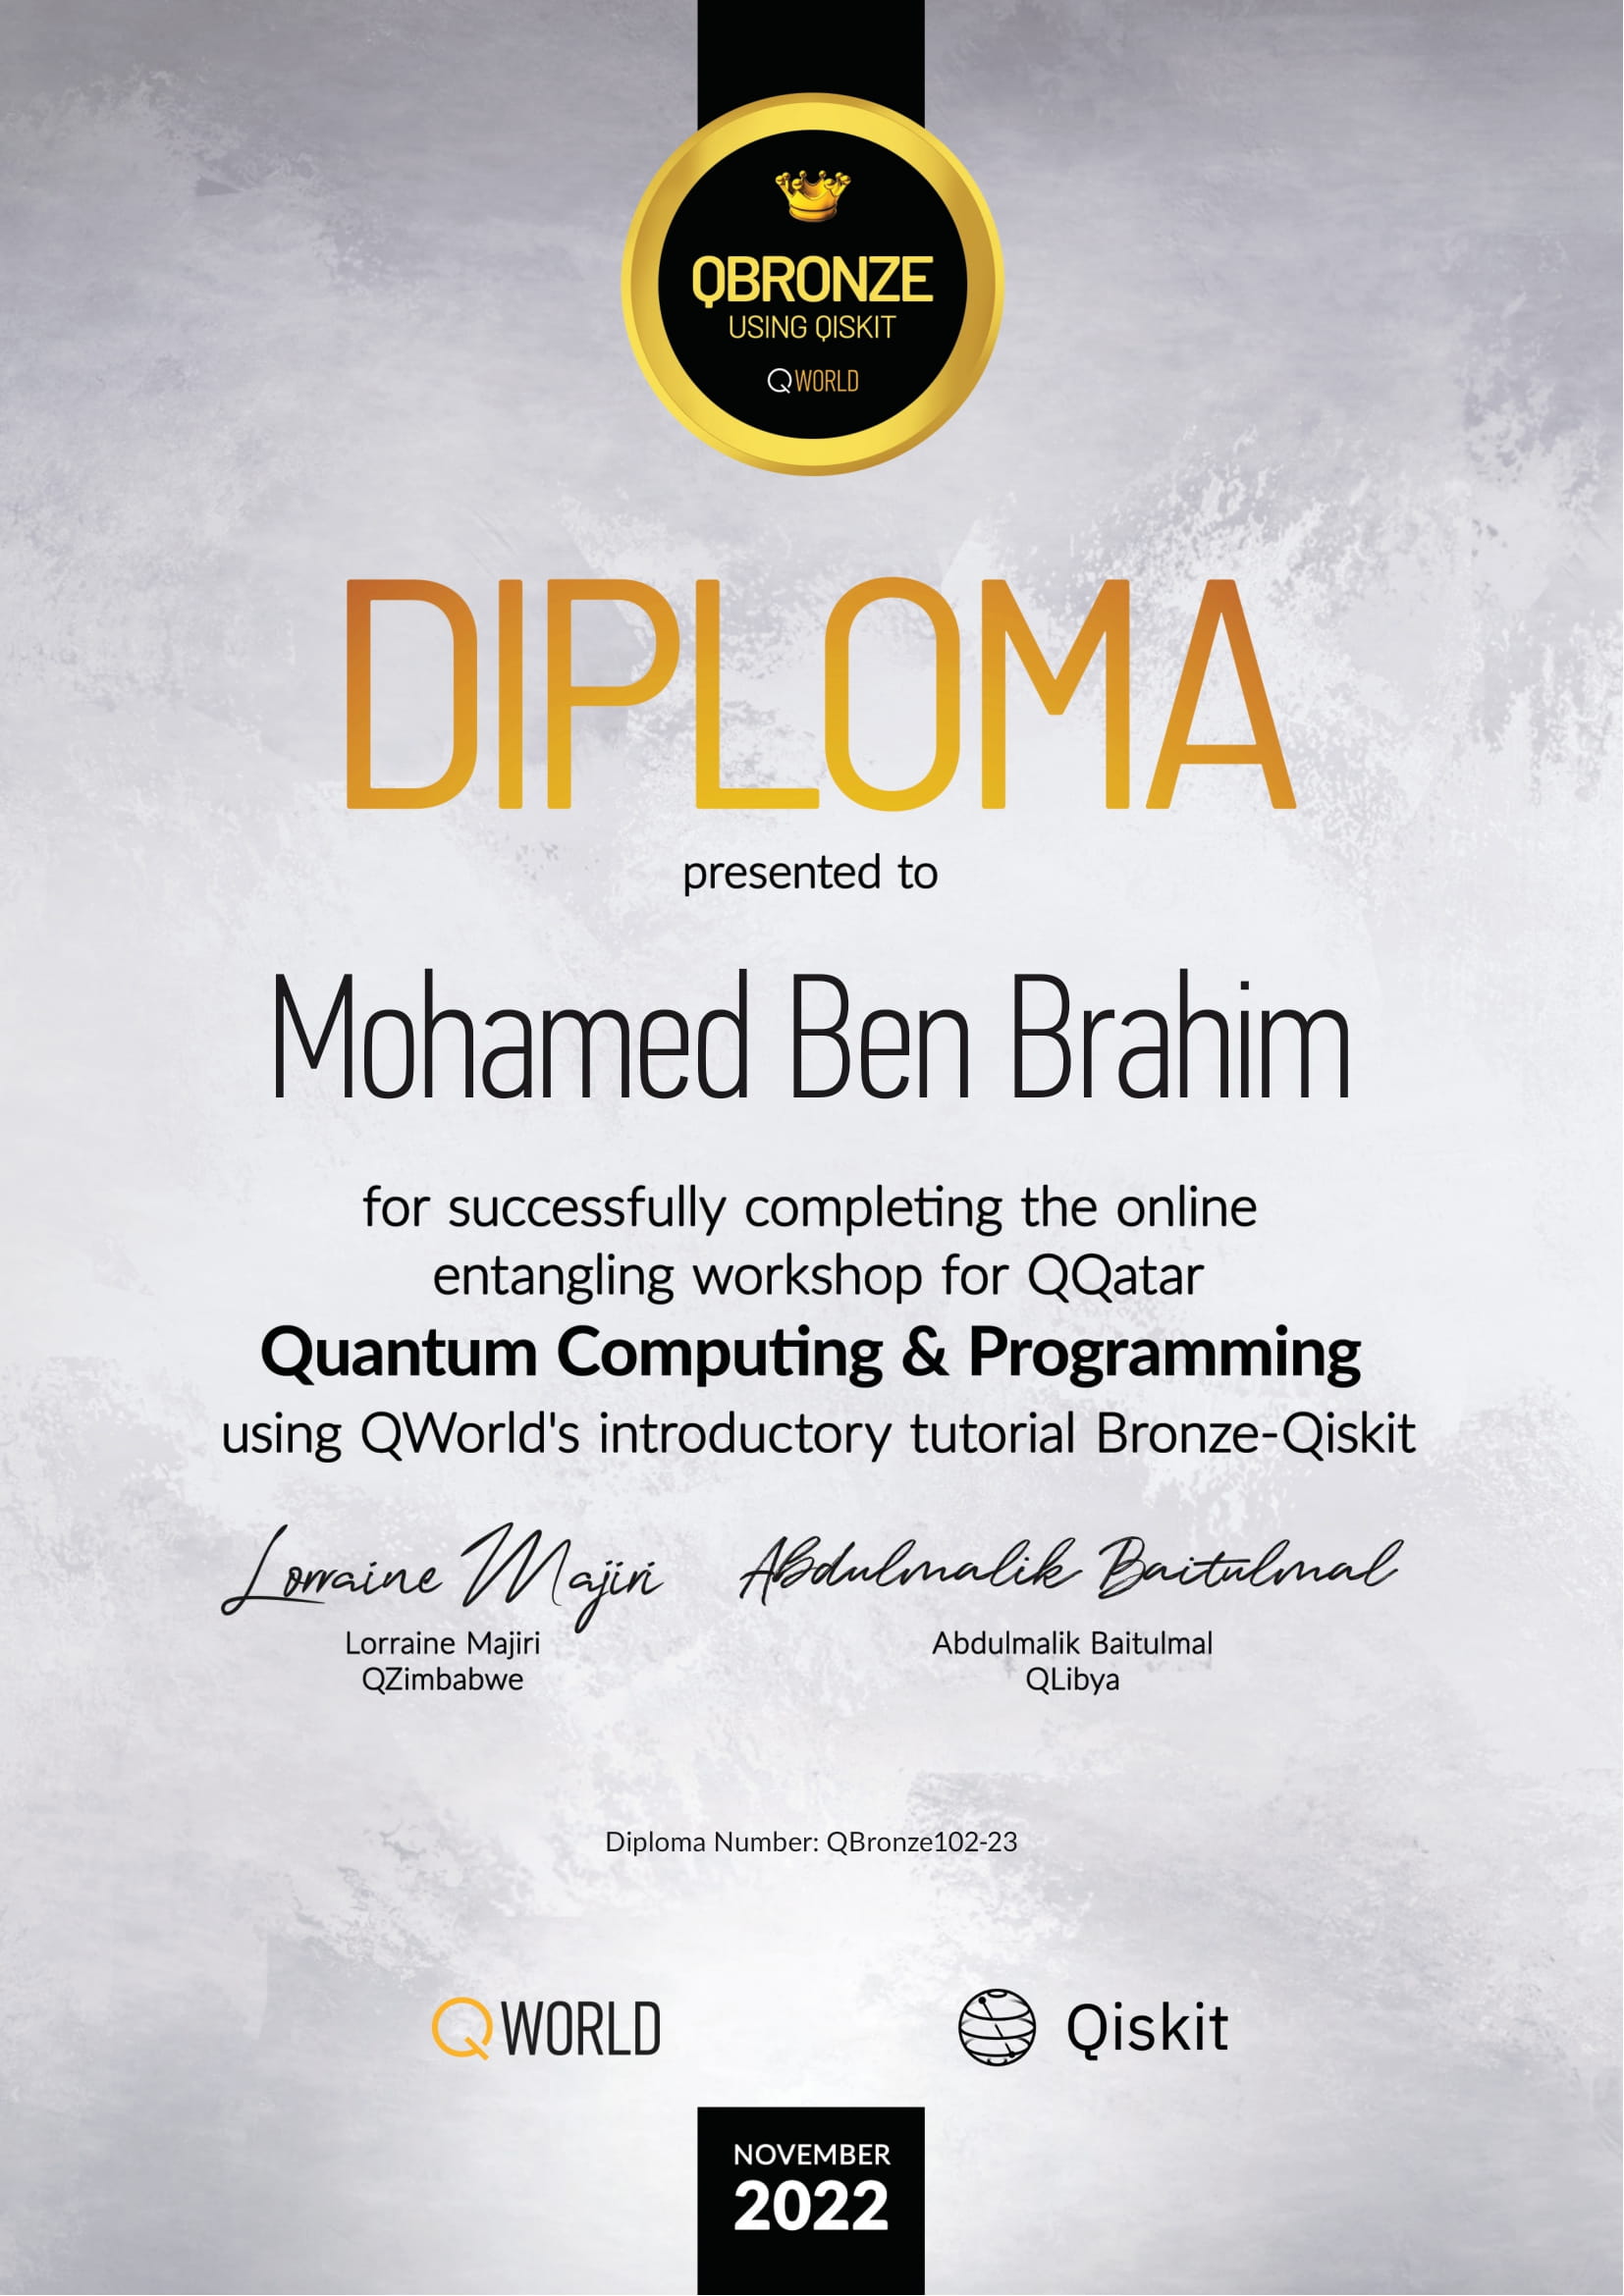 QBRONZE
USING QISKIT
QWORLD
DIPLOMA
presented to
Mohamed Ben Brahim
for successfully completing the online
entangling workshop for QQatar
Quantum Computing & Programming
using QWorld's introductory tutorial Bronze-Qiskit
Lorraine Majiri Abdulmalik Baitulmal
Lorraine Majiri Abdulmalik Baitulmal
QZimbabwe QLibya
Diploma Number: QBronze102-23
QWORLD Qiskit
NOVEMBER
2022